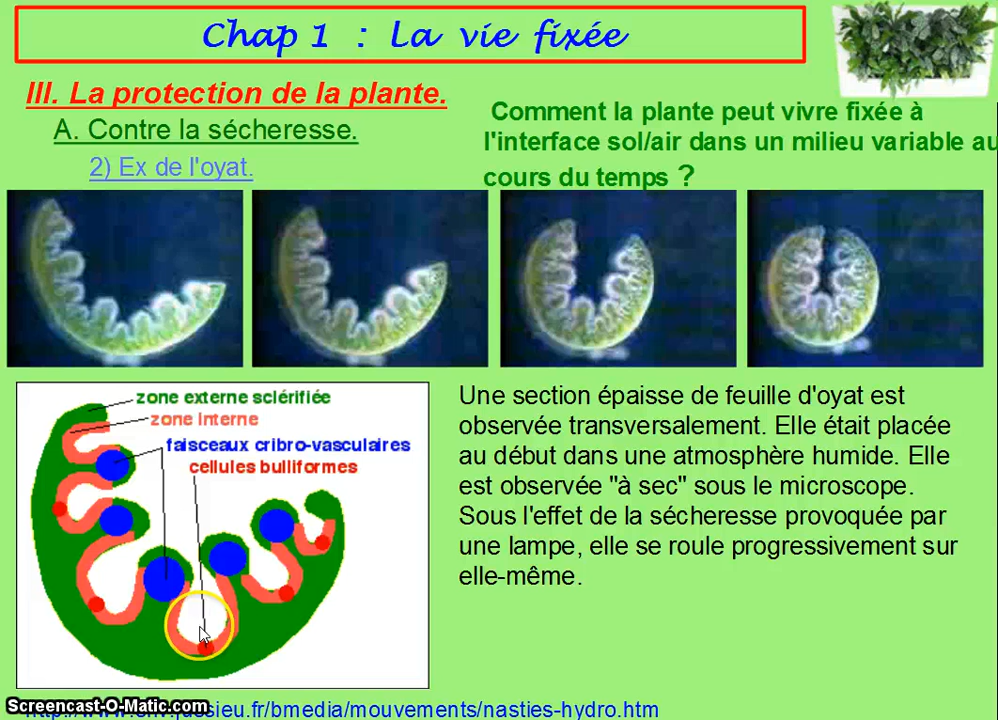 Chap 1 : La vie fixée
III. La protection de la plante.
A. Contre la sécheresse.
2) Ex de l'oyat.
Comment la plante peut vivre fixée à
l'interface sol/air dans un milieu variable au
cours du temps ?
zone externe sclérifiée
zone interne
faisceaux cribro-vasculaires
cellules bulliformes
Une section épaisse de feuille d'oyat est
observée transversalement. Elle était placée
au début dans une atmosphère humide. Elle
est observée "à sec" sous le microscope.
Sous l'effet de la sécheresse provoquée par
une lampe, elle se roule progressivement sur
elle-même.
Screencast-O-Matic.com
ssieu.fr/bmedia/mouvements/nasties-hydro.htm